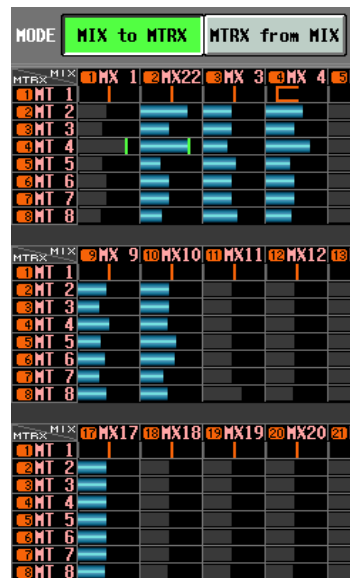 MODE MIX to MTRX MTRX from MIX
MTRX MIX 1 MX 1 2 MX22 3 MX 3 4 MX 4 5
1 MT 1
2 MT 2
3 MT 3
4 MT 4
5 MT 5
6 MT 6
7 MT 7
8 MT 8
MTRX MIX 9 MX 9 10 MX10 11 MX11 12 MX12 13
1 MT 1
2 MT 2
3 MT 3
4 MT 4
5 MT 5
6 MT 6
7 MT 7
8 MT 8
MTRX MIX 17 MX17 18 MX18 19 MX19 20 MX20 21
1 MT 1
2 MT 2
3 MT 3
4 MT 4
5 MT 5
6 MT 6
7 MT 7
8 MT 8